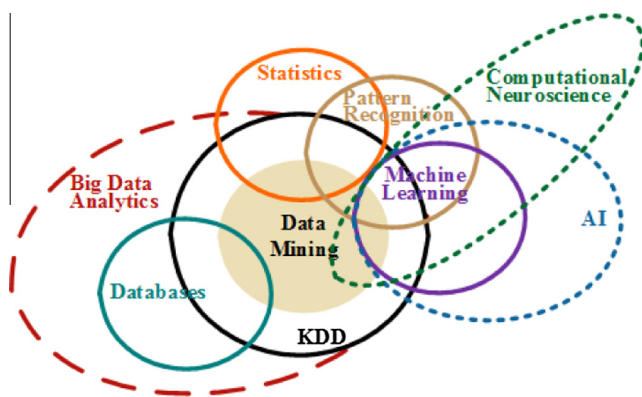 Statistics
Computational
Neuroscience
Pattern
Recognition
Big Data
Analytics
Machine
Learning
Data
Mining
AI
Databases
KDD